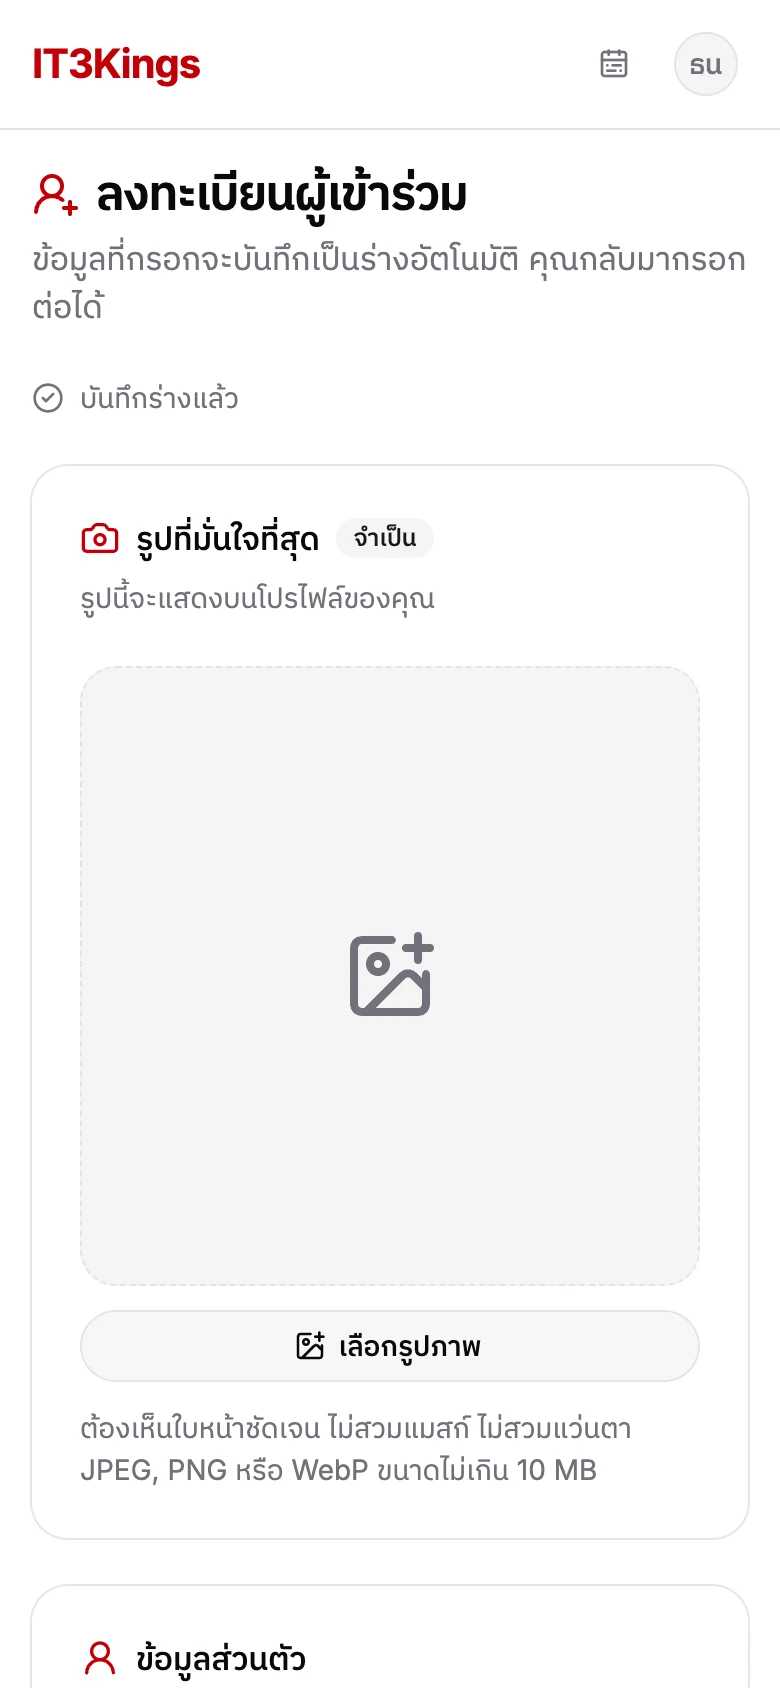 IT3Kings
ธน
ลงทะเบียนผู้เข้าร่วม
ข้อมูลที่กรอกจะบันทึกเป็นร่างอัตโนมัติ คุณกลับมากรอก
ต่อได้
บันทึกร่างแล้ว
รูปที่มั่นใจที่สุด จำเป็น
รูปนี้จะแสดงบนโปรไฟล์ของคุณ
เลือกรูปภาพ
ต้องเห็นใบหน้าชัดเจน ไม่สวมแมสก์ ไม่สวมแว่นตา
JPEG, PNG หรือ WebP ขนาดไม่เกิน 10 MB
ข้อมูลส่วนตัว